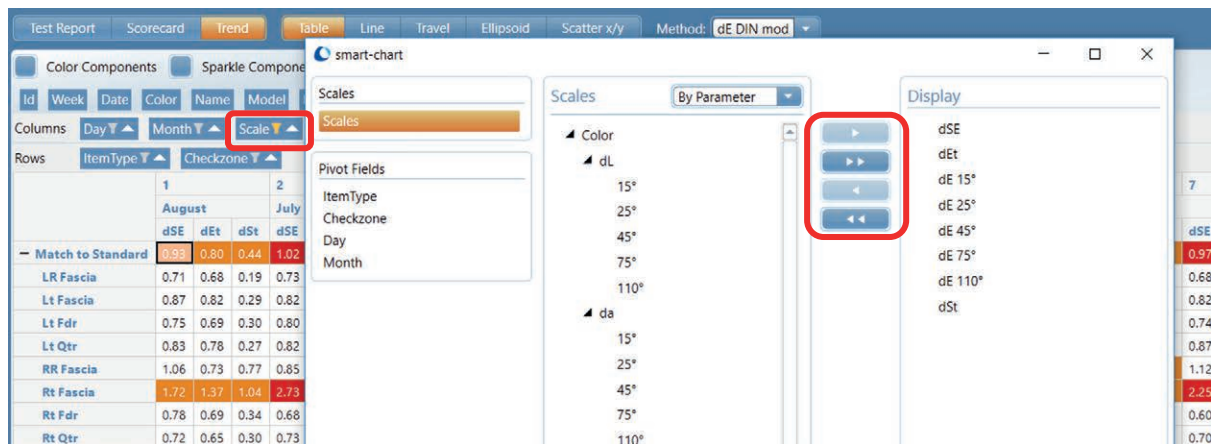 Test Report Scorecard Trend Table Line Travel Ellipsoid Scatter x/y Method: dE DIN mod
Color Components Sparkle Compone
Id Week Date Color Name Model
Columns Day Month Scale
Rows ItemType Checkzone
1 2
August July
dSE dEt dSt dSE
Match to Standard 0.93 0.80 0.44 1.02
LR Fascia 0.71 0.68 0.19 0.73
Lt Fascia 0.87 0.82 0.29 0.82
Lt Fdr 0.75 0.69 0.30 0.80
Lt Qtr 0.83 0.78 0.27 0.82
RR Fascia 1.06 0.73 0.77 0.85
Rt Fascia 1.72 1.37 1.04 2.73
Rt Fdr 0.78 0.69 0.34 0.68
Rt Qtr 0.72 0.65 0.30 0.73
smart-chart
Scales
Scales
Pivot Fields
ItemType
Checkzone
Day
Month
Scales By Parameter
Color
dL
15°
25°
45°
75°
110°
da
15°
25°
45°
75°
110°
Display
dSE
dEt
dE 15°
dE 25°
dE 45°
dE 75°
dE 110°
dSt
7
dSE
0.97
0.68
0.82
0.74
0.87
1.12
2.25
0.60
0.70